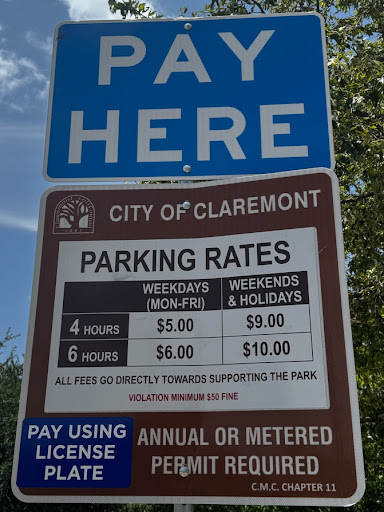 PAY
HERE
CITY OF CLAREMONT
PARKING RATES
WEEKDAYS (MON-FRI) WEEKENDS & HOLIDAYS
4 HOURS $5.00 $9.00
6 HOURS $6.00 $10.00
ALL FEES GO DIRECTLY TOWARDS SUPPORTING THE PARK
VIOLATION MINIMUM $50 FINE
PAY USING
LICENSE
PLATE
ANNUAL OR METERED
PERMIT REQUIRED
C.M.C. CHAPTER 11